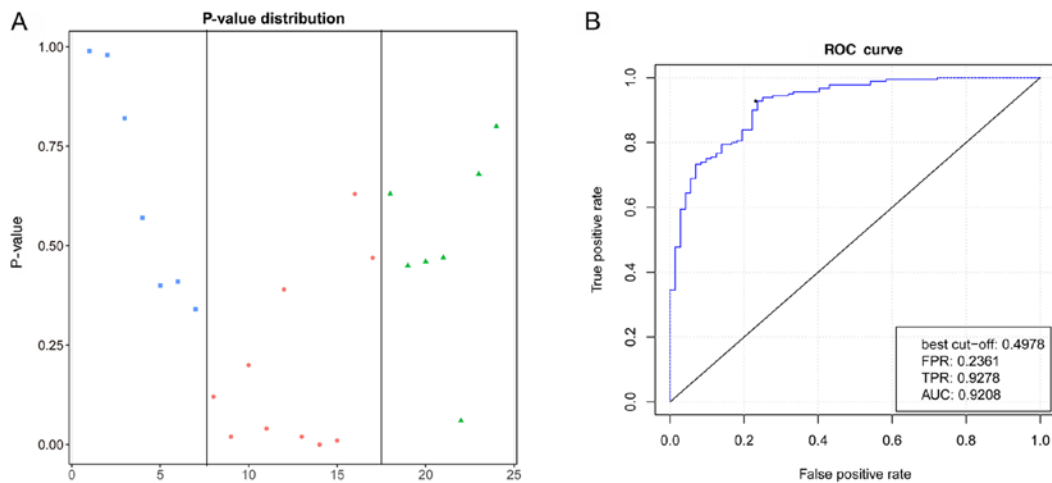 A
P-value distribution
P-value
1.00
0.75
0.50
0.25
0.00
0
5
10
15
20
25
B
ROC curve
True positive rate
1.0
0.8
0.6
0.4
0.2
0.0
best cut-off: 0.4978
FPR: 0.2361
TPR: 0.9278
AUC: 0.9208
0.0
0.2
0.4
0.6
0.8
1.0
False positive rate